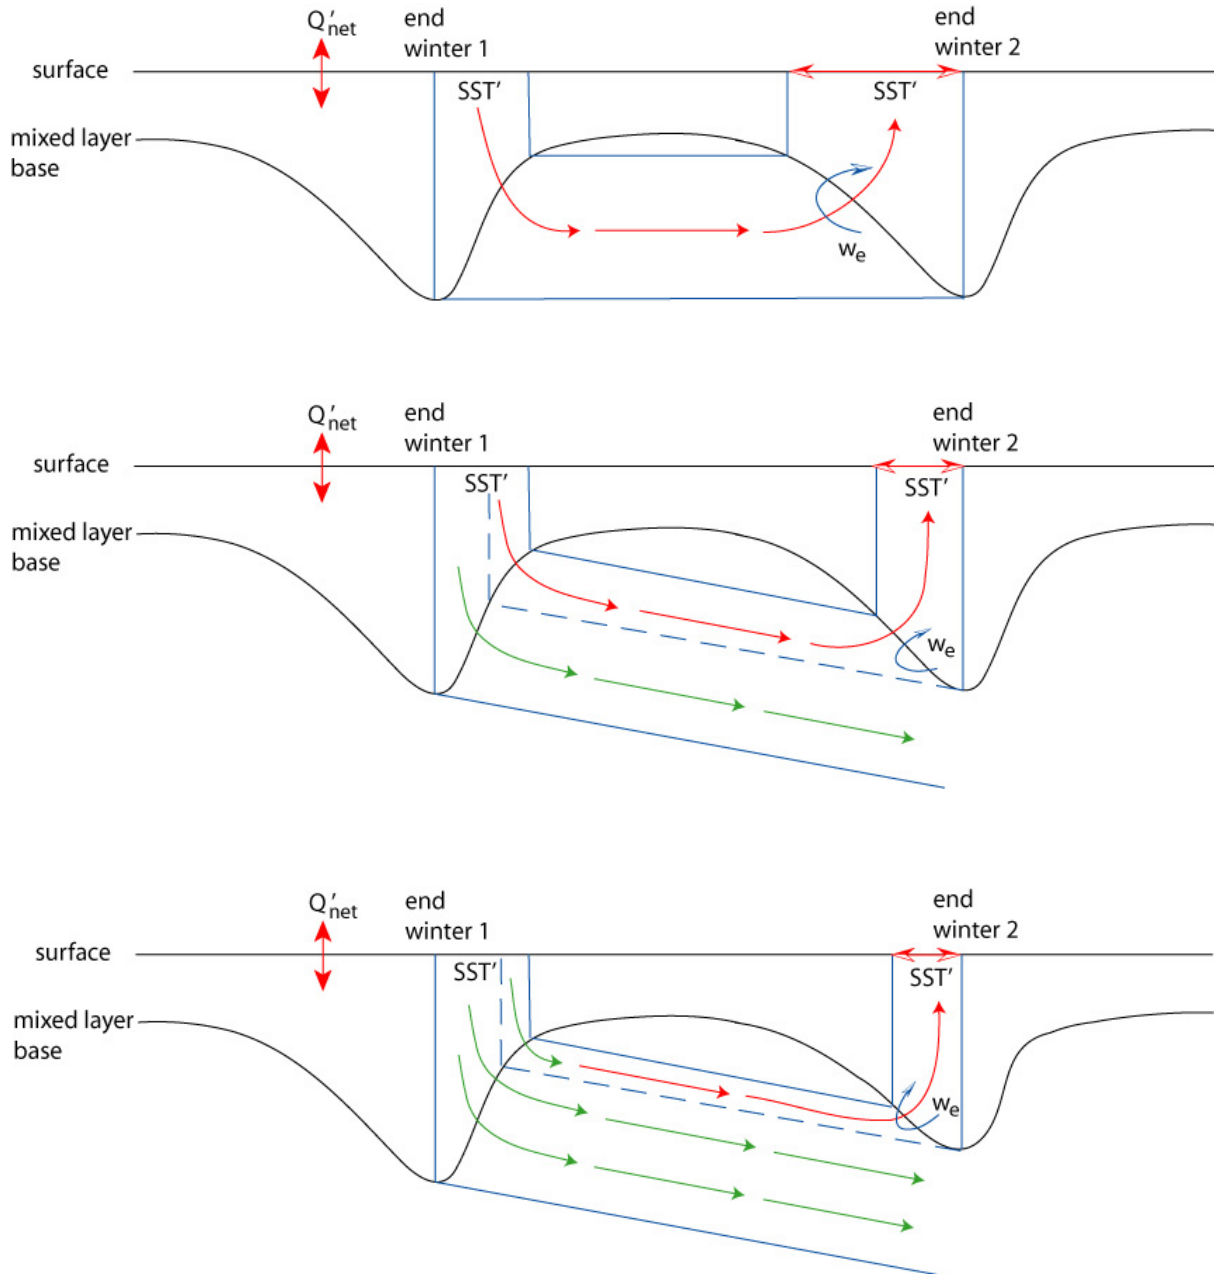 Q′net
end
winter 1
end
winter 2
surface
SST′
SST′
mixed layer
base
we
Q′net
end
winter 1
end
winter 2
surface
SST′
SST′
mixed layer
base
we
Q′net
end
winter 1
end
winter 2
surface
SST′
SST′
mixed layer
base
we